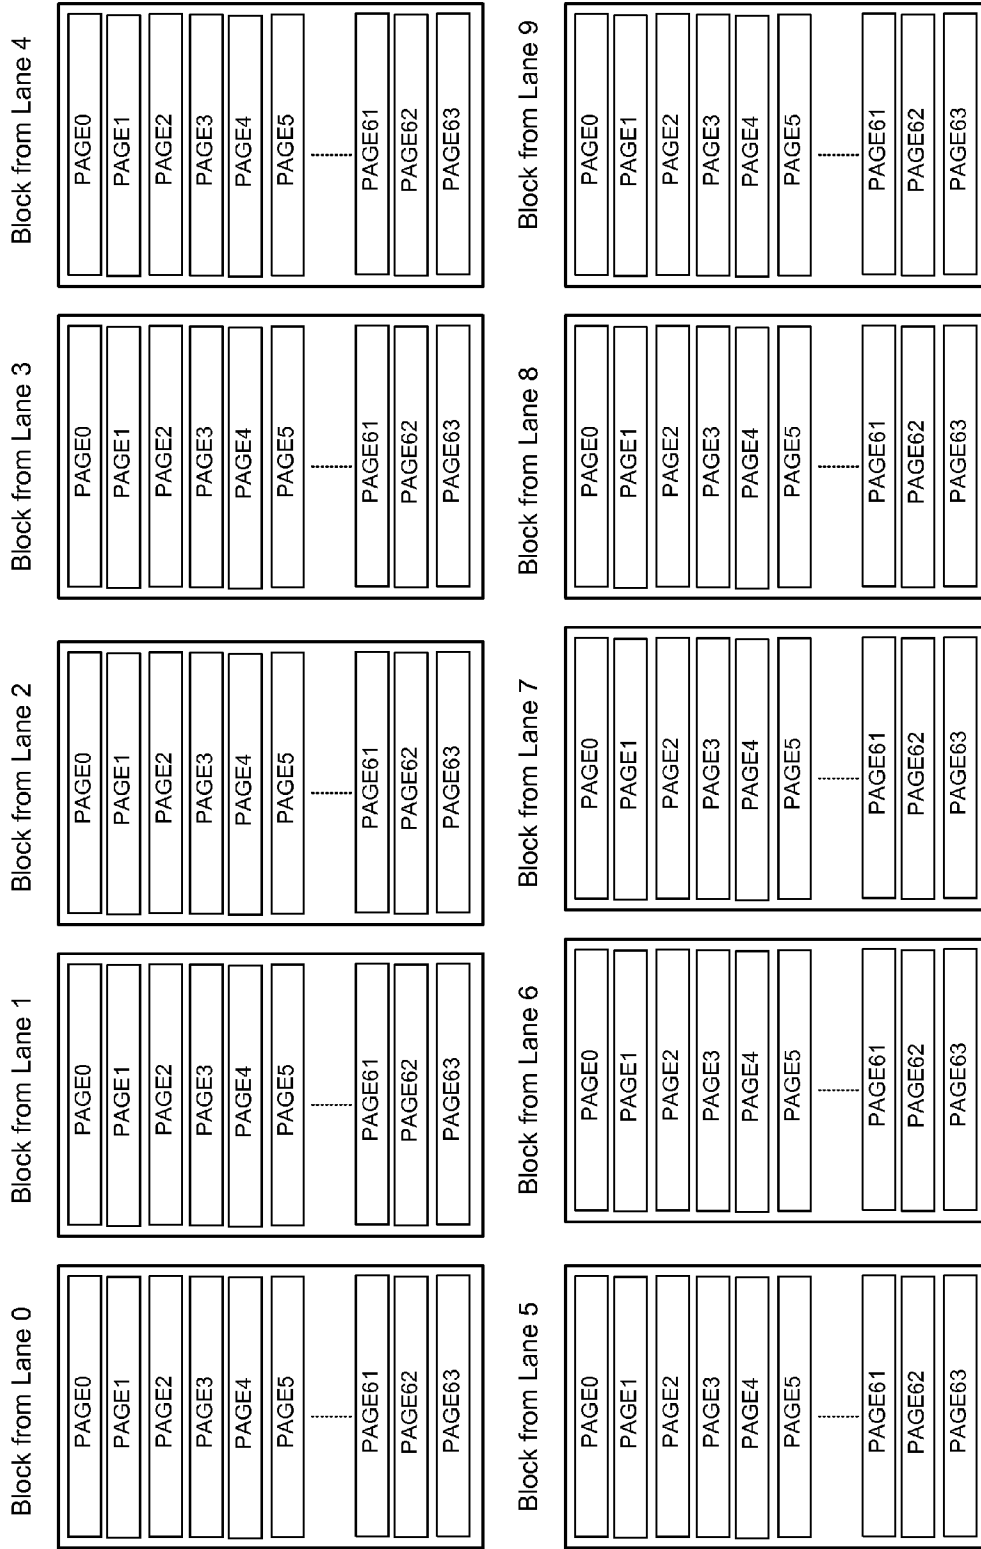 Block from Lane 0
PAGE0
PAGE1
PAGE2
PAGE3
PAGE4
PAGE5
PAGE61
PAGE62
PAGE63
Block from Lane 1
PAGE0
PAGE1
PAGE2
PAGE3
PAGE4
PAGE5
PAGE61
PAGE62
PAGE63
Block from Lane 2
PAGE0
PAGE1
PAGE2
PAGE3
PAGE4
PAGE5
PAGE61
PAGE62
PAGE63
Block from Lane 3
PAGE0
PAGE1
PAGE2
PAGE3
PAGE4
PAGE5
PAGE61
PAGE62
PAGE63
Block from Lane 4
PAGE0
PAGE1
PAGE2
PAGE3
PAGE4
PAGE5
PAGE61
PAGE62
PAGE63
Block from Lane 5
PAGE0
PAGE1
PAGE2
PAGE3
PAGE4
PAGE5
PAGE61
PAGE62
PAGE63
Block from Lane 6
PAGE0
PAGE1
PAGE2
PAGE3
PAGE4
PAGE5
PAGE61
PAGE62
PAGE63
Block from Lane 7
PAGE0
PAGE1
PAGE2
PAGE3
PAGE4
PAGE5
PAGE61
PAGE62
PAGE63
Block from Lane 8
PAGE0
PAGE1
PAGE2
PAGE3
PAGE4
PAGE5
PAGE61
PAGE62
PAGE63
Block from Lane 9
PAGE0
PAGE1
PAGE2
PAGE3
PAGE4
PAGE5
PAGE61
PAGE62
PAGE63